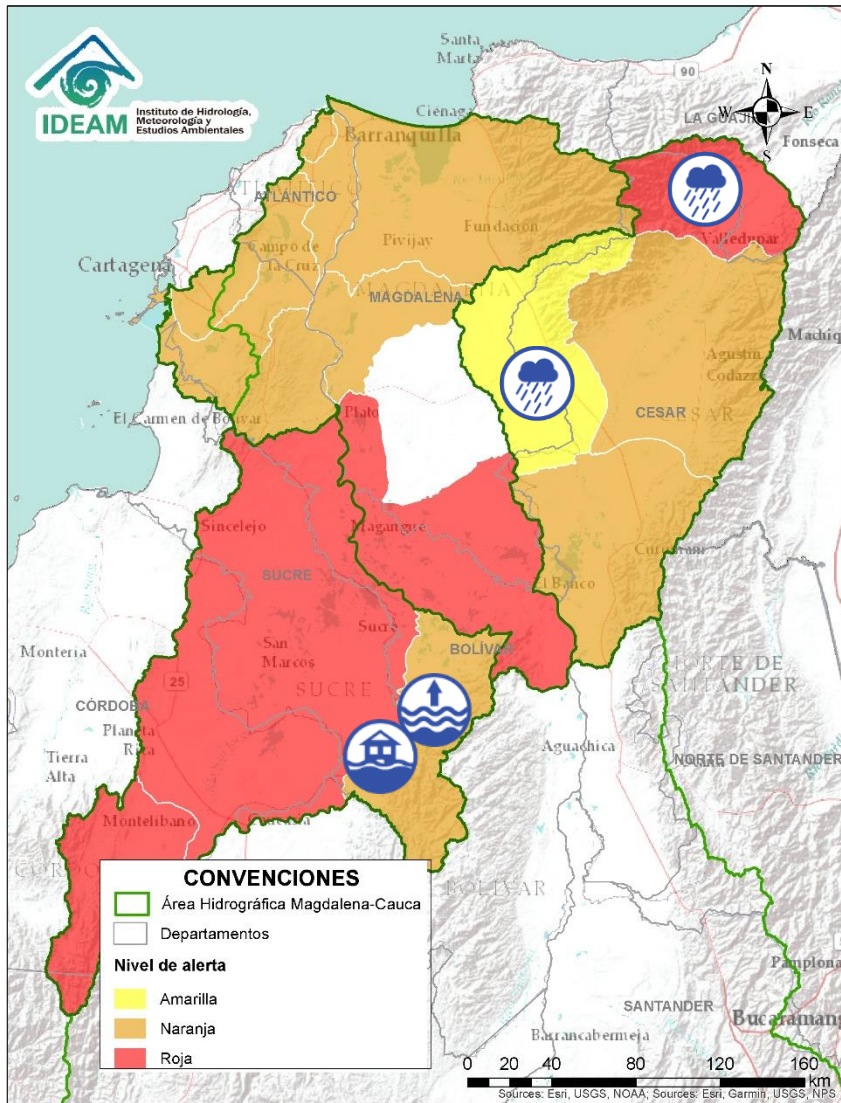 IDEAM
Instituto de Hidrología,
Meteorología y
Estudios Ambientales
Santa
Marta
90
N
E
S
LA GUAJI
Fonseca
Ciénaga
Barranquilla
ATLÁNTICO
Campo de
la Cruz
Pivijay
Fundación
Valledupar
Cartagena
MAGDALENA
MAGDALENA
Agustín
Codazzi
CESAR
CESAR
El Carmen de Bolívar
Plato
Sincelejo
Magangué
SUCRE
El Banco
Sucre
San
Marcos
SUCRE
BOLÍVAR
Montería
25
CÓRDOBA
Planeta
Rica
Tierra
Alta
NORTE DE
SANTANDER
NORTE DE SANTANDER
Aguachica
Montelíbano
BOLÍVAR
CONVENCIONES
Área Hidrográfica Magdalena-Cauca
Departamentos
Nivel de alerta
Amarilla
Naranja
Roja
Pamplona
SANTANDER
Bucaramang
Barrancabermeja
0 20 40 80 120 160
km
Sources: Esri, USGS, NOAA; Sources: Esri, Garmin, USGS, NPS